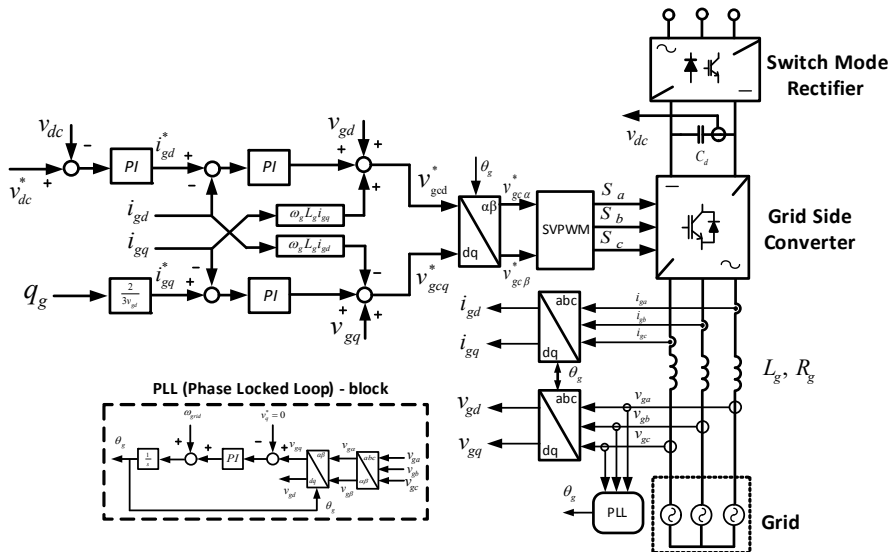 Switch Mode
Rectifier
v_dc
C_d
v_dc
v*_dc
PI
i*_gd
PI
v_gd
v*_gcd
θ_g
v*_gcα
S_a
S_b
S_c
αβ
dq
SVPWM
Grid Side
Converter
i_gd
i_gq
ω_g L_g i_gq
ω_g L_g i_gd
v*_gcq
v*_gcβ
q_g
2
3v_gd
i*_gq
PI
v_gq
i_gd
i_gq
abc
dq
i_ga
i_gb
i_gc
L_g, R_g
θ_g
v_gd
v_gq
abc
dq
v_ga
v_gb
v_gc
θ_g
PLL
Grid
PLL (Phase Locked Loop) - block
ω_grid
v*_q = 0
θ_g
1
s
PI
v_gq
v_gd
αβ
dq
θ_g
v_gα
v_gβ
abc
αβ
v_ga
v_gb
v_gc